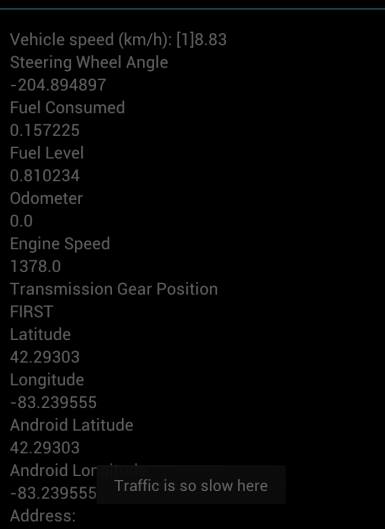 Vehicle speed (km/h): [1]8.83
Steering Wheel Angle
-204.894897
Fuel Consumed
0.157225
Fuel Level
0.810234
Odometer
0.0
Engine Speed
1378.0
Transmission Gear Position
FIRST
Latitude
42.29303
Longitude
-83.239555
Android Latitude
42.29303
Android
-83.239555
Traffic is so slow here
Address: